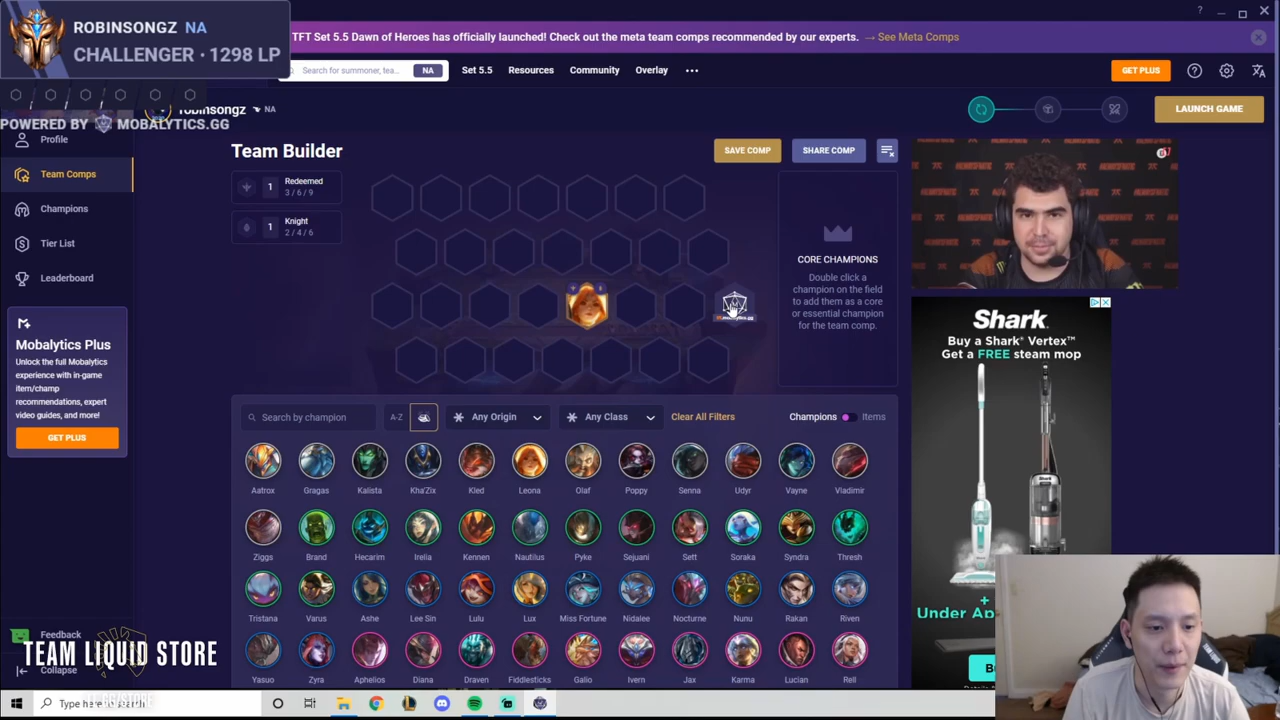 ROBINSONGZ NA
CHALLENGER · 1298 LP
POWERED BY MOBALYTICS.GG
TFT Set 5.5 Dawn of Heroes has officially launched! Check out the meta team comps recommended by our experts. → See Meta Comps
Search for summoner, tea... NA
Set 5.5
Resources
Community
Overlay
GET PLUS
robinsongz NA
LAUNCH GAME
Profile
Team Comps
Champions
Tier List
Leaderboard
Mobalytics Plus
Unlock the full Mobalytics
experience with in-game
item/champ
recommendations, expert
video guides, and more!
GET PLUS
Feedback
Collapse
TEAM LIQUID STORE
Team Builder
SAVE COMP
SHARE COMP
1 Redeemed
3 / 6 / 9
1 Knight
2 / 4 / 6
CORE CHAMPIONS
Double click a
champion on the field
to add them as a core
or essential champion
for the team comp.
Search by champion
A-Z
Any Origin
Any Class
Clear All Filters
Champions
Items
Aatrox Gragas Kalista Kha'Zix Kled Leona Olaf Poppy Senna Udyr Vayne Vladimir
Ziggs Brand Hecarim Irelia Kennen Nautilus Pyke Sejuani Sett Soraka Syndra Thresh
Tristana Varus Ashe Lee Sin Lulu Lux Miss Fortune Nidalee Nocturne Nunu Rakan Riven
Yasuo Zyra Aphelios Diana Draven Fiddlesticks Galio Ivern Jax Karma Lucian Rell
Shark
Buy a Shark Vertex™
Get a FREE steam mop
Under